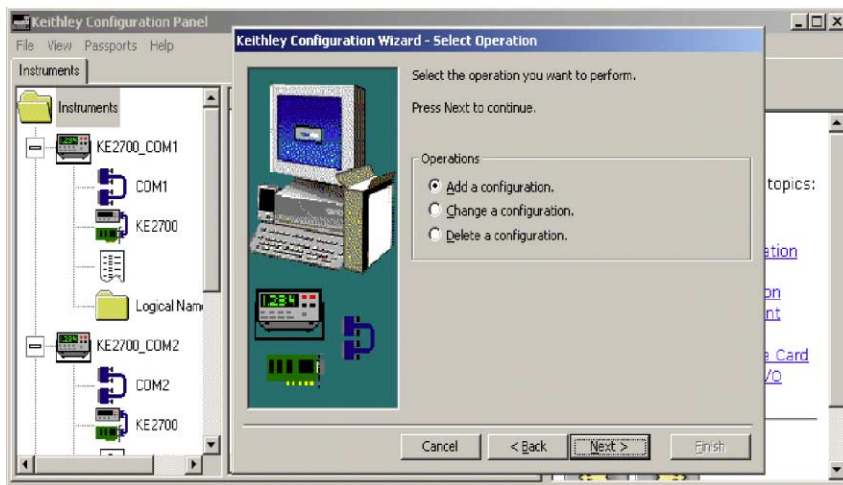 Keithley Configuration Panel
File View Passports Help
Instruments
Instruments
KE2700_COM1
COM1
KE2700
Logical Nam
KE2700_COM2
COM2
KE2700
Keithley Configuration Wizard - Select Operation
Select the operation you want to perform.
Press Next to continue.
Operations
Add a configuration.
Change a configuration.
Delete a configuration.
Cancel
< Back
Next >
Finish
topics:
ation
on
nt
e Card
/O
1.234